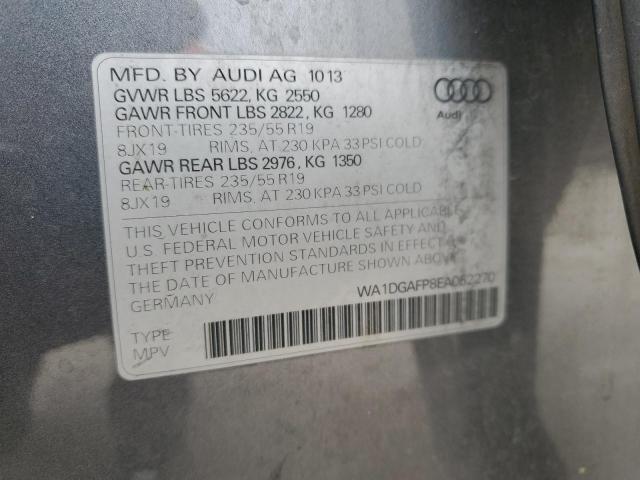 MFD. BY AUDI AG 10 13
GVWR LBS 5622, KG 2550
GAWR FRONT LBS 2822, KG 1280
FRONT-TIRES 235/55 R19
8JX19 RIMS, AT 230 KPA 33 PSI COLD
GAWR REAR LBS 2976, KG 1350
REAR-TIRES 235/55 R19
8JX19 RIMS, AT 230 KPA 33 PSI COLD
Audi
THIS VEHICLE CONFORMS TO ALL APPLICABLE
U.S. FEDERAL MOTOR VEHICLE SAFETY AND
THEFT PREVENTION STANDARDS IN EFFECT ON
THE DATE OF MANUFACTURE SHOWN ABOVE
GERMANY
WA1DGAFP8EA062270
TYPE
MPV